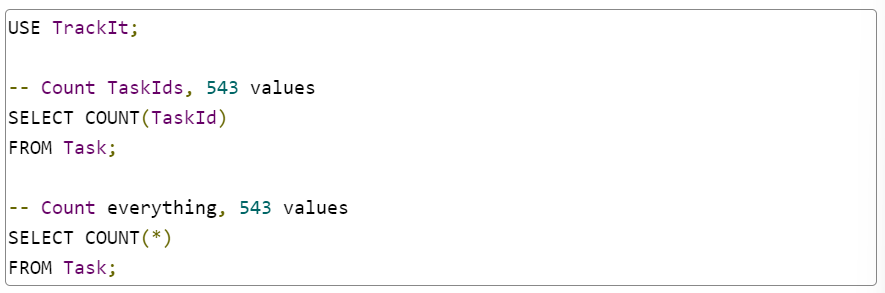 USE TrackIt;
-- Count TaskIds, 543 values
SELECT COUNT(TaskId)
FROM Task;
-- Count everything, 543 values
SELECT COUNT(*)
FROM Task;